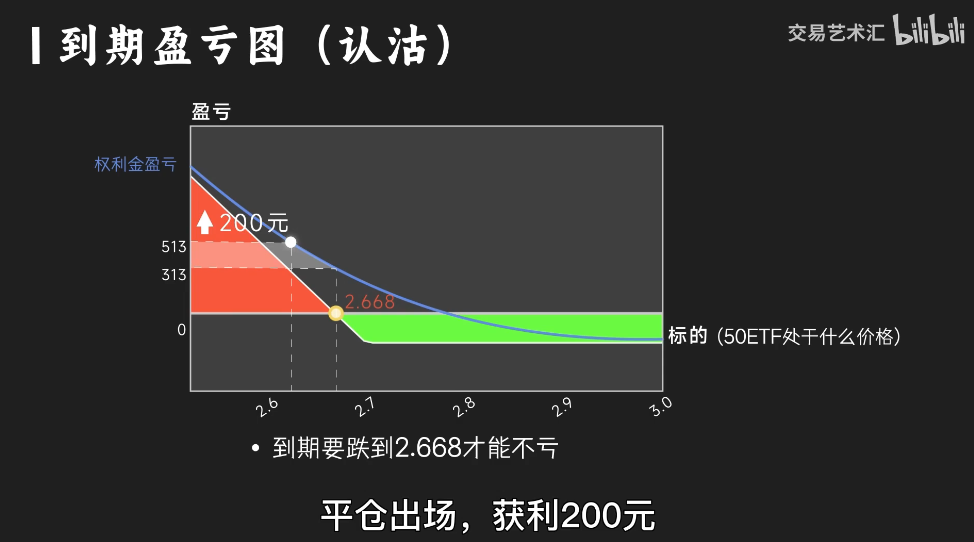 到期盈亏图（认沽）
交易艺术汇 bilibili
盈亏
权利金盈亏
200元
513
313
2.668
0
标的（50ETF处于什么价格）
2.6 2.7 2.8 2.9 3.0
• 到期要跌到2.668才能不亏
平仓出场，获利200元